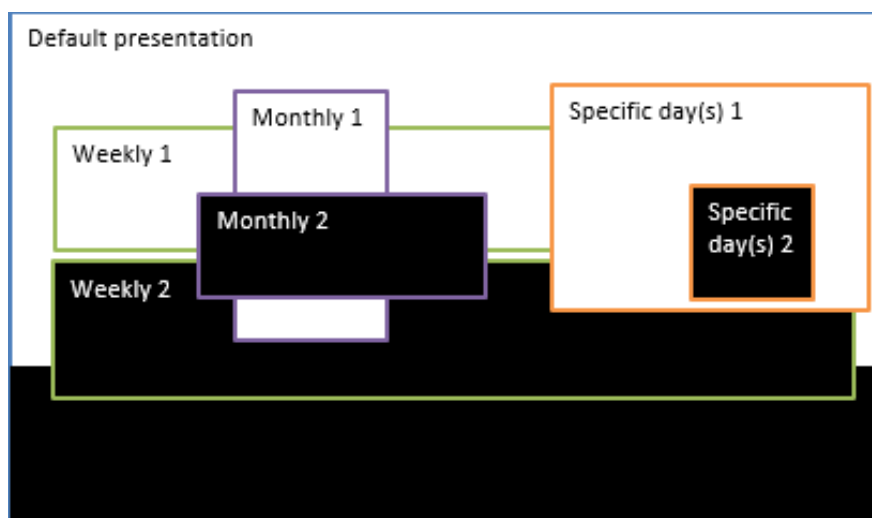 Default presentation
Monthly 1
Specific day(s) 1
Weekly 1
Monthly 2
Specific
day(s) 2
Weekly 2